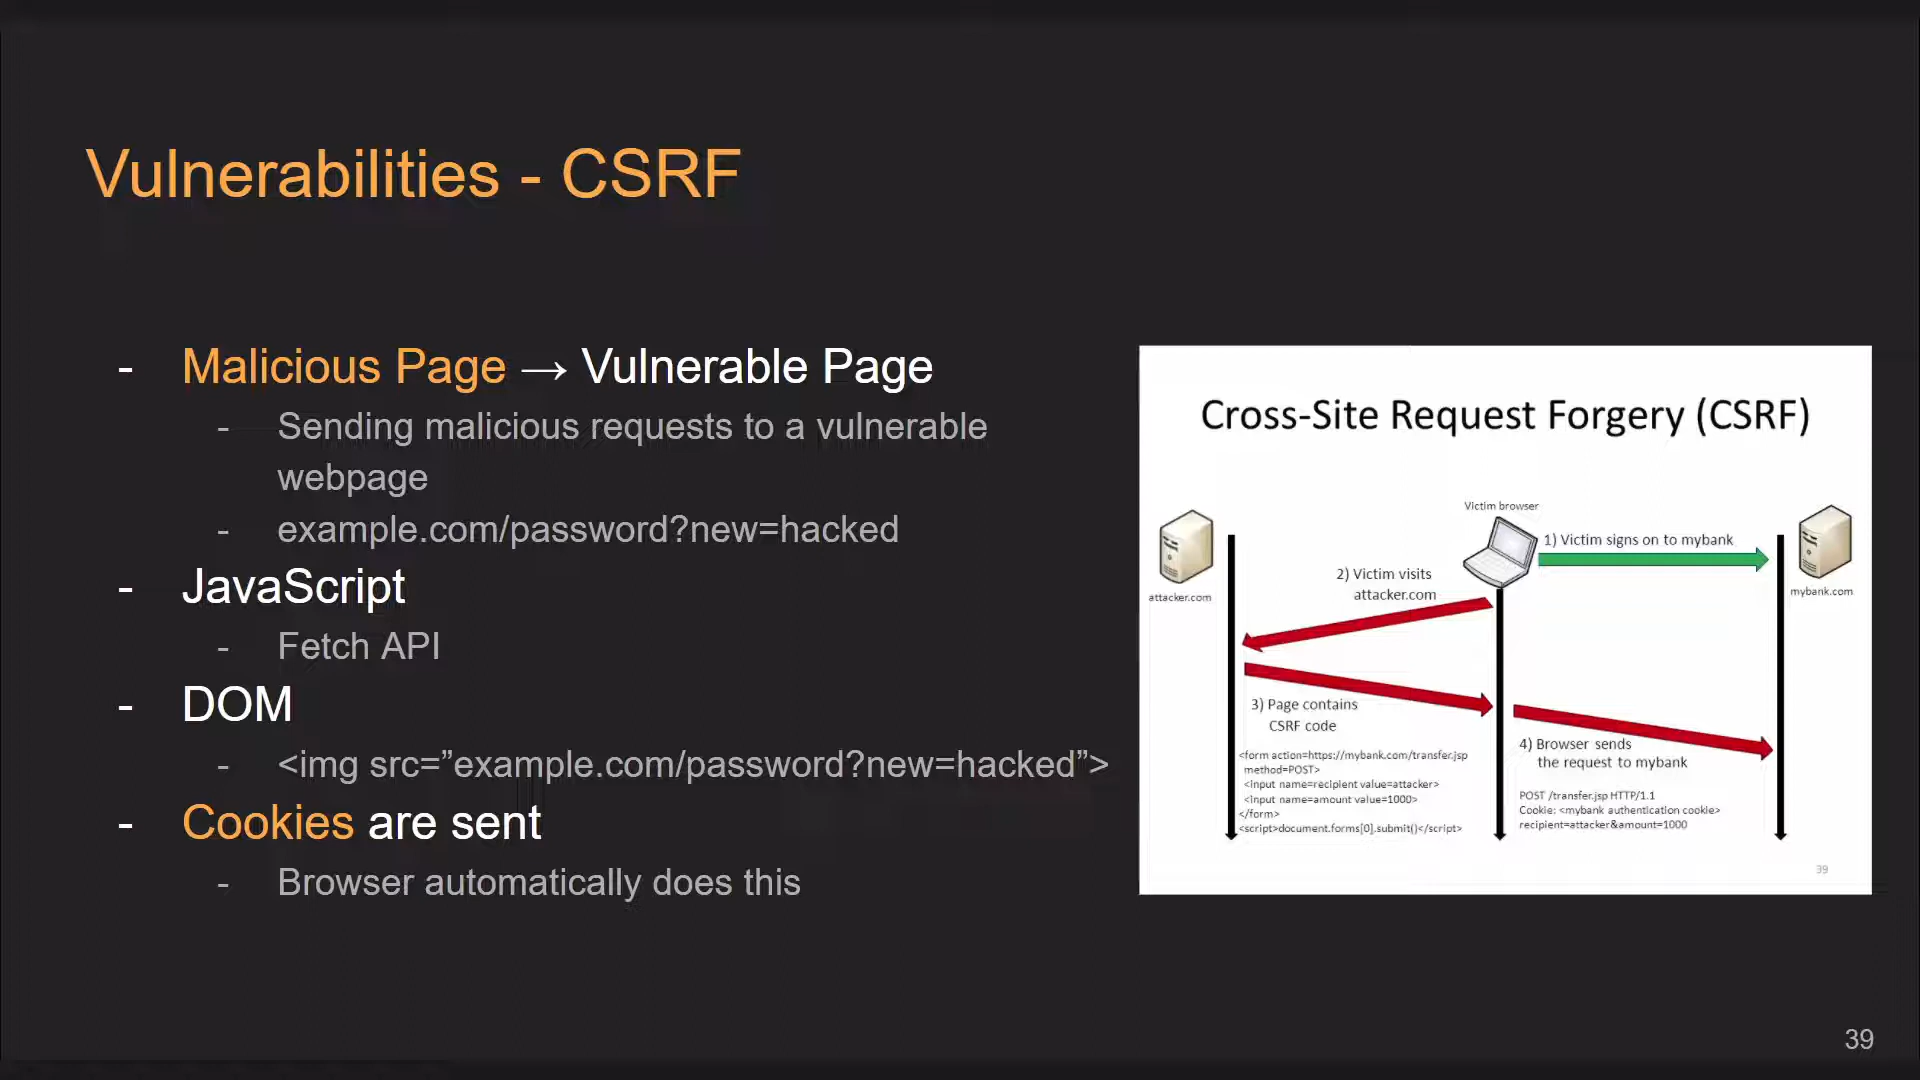 Vulnerabilities - CSRF
- Malicious Page → Vulnerable Page
- Sending malicious requests to a vulnerable
webpage
- example.com/password?new=hacked
- JavaScript
- Fetch API
- DOM
- <img src=”example.com/password?new=hacked”>
- Cookies are sent
- Browser automatically does this
Cross-Site Request Forgery (CSRF)
Victim browser
1) Victim signs on to mybank
2) Victim visits
attacker.com
attacker.com
mybank.com
3) Page contains
CSRF code
<form action=https://mybank.com/transfer.jsp
method=POST>
<input name=recipient value=attacker>
<input name=amount value=1000>
</form>
<script>document.forms[0].submit()</script>
4) Browser sends
the request to mybank
POST /transfer.jsp HTTP/1.1
Cookie: <mybank authentication cookie>
recipient=attacker&amount=1000
39
39